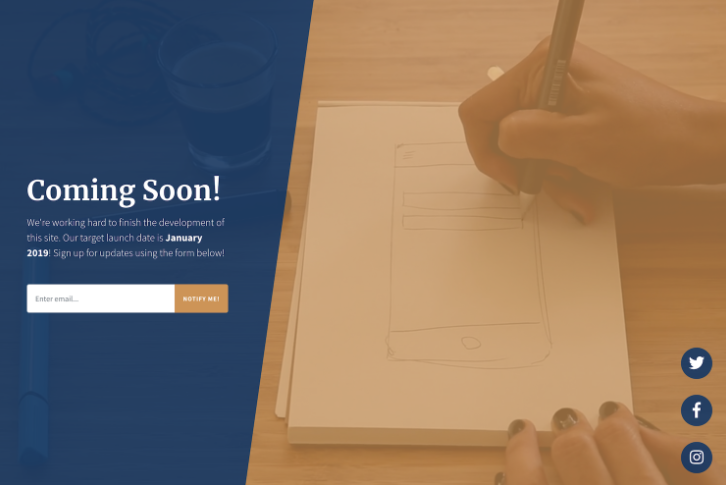 Coming Soon!
We're working hard to finish the development of
this site. Our target launch date is January
2019! Sign up for updates using the form below!
Enter email...
NOTIFY ME!